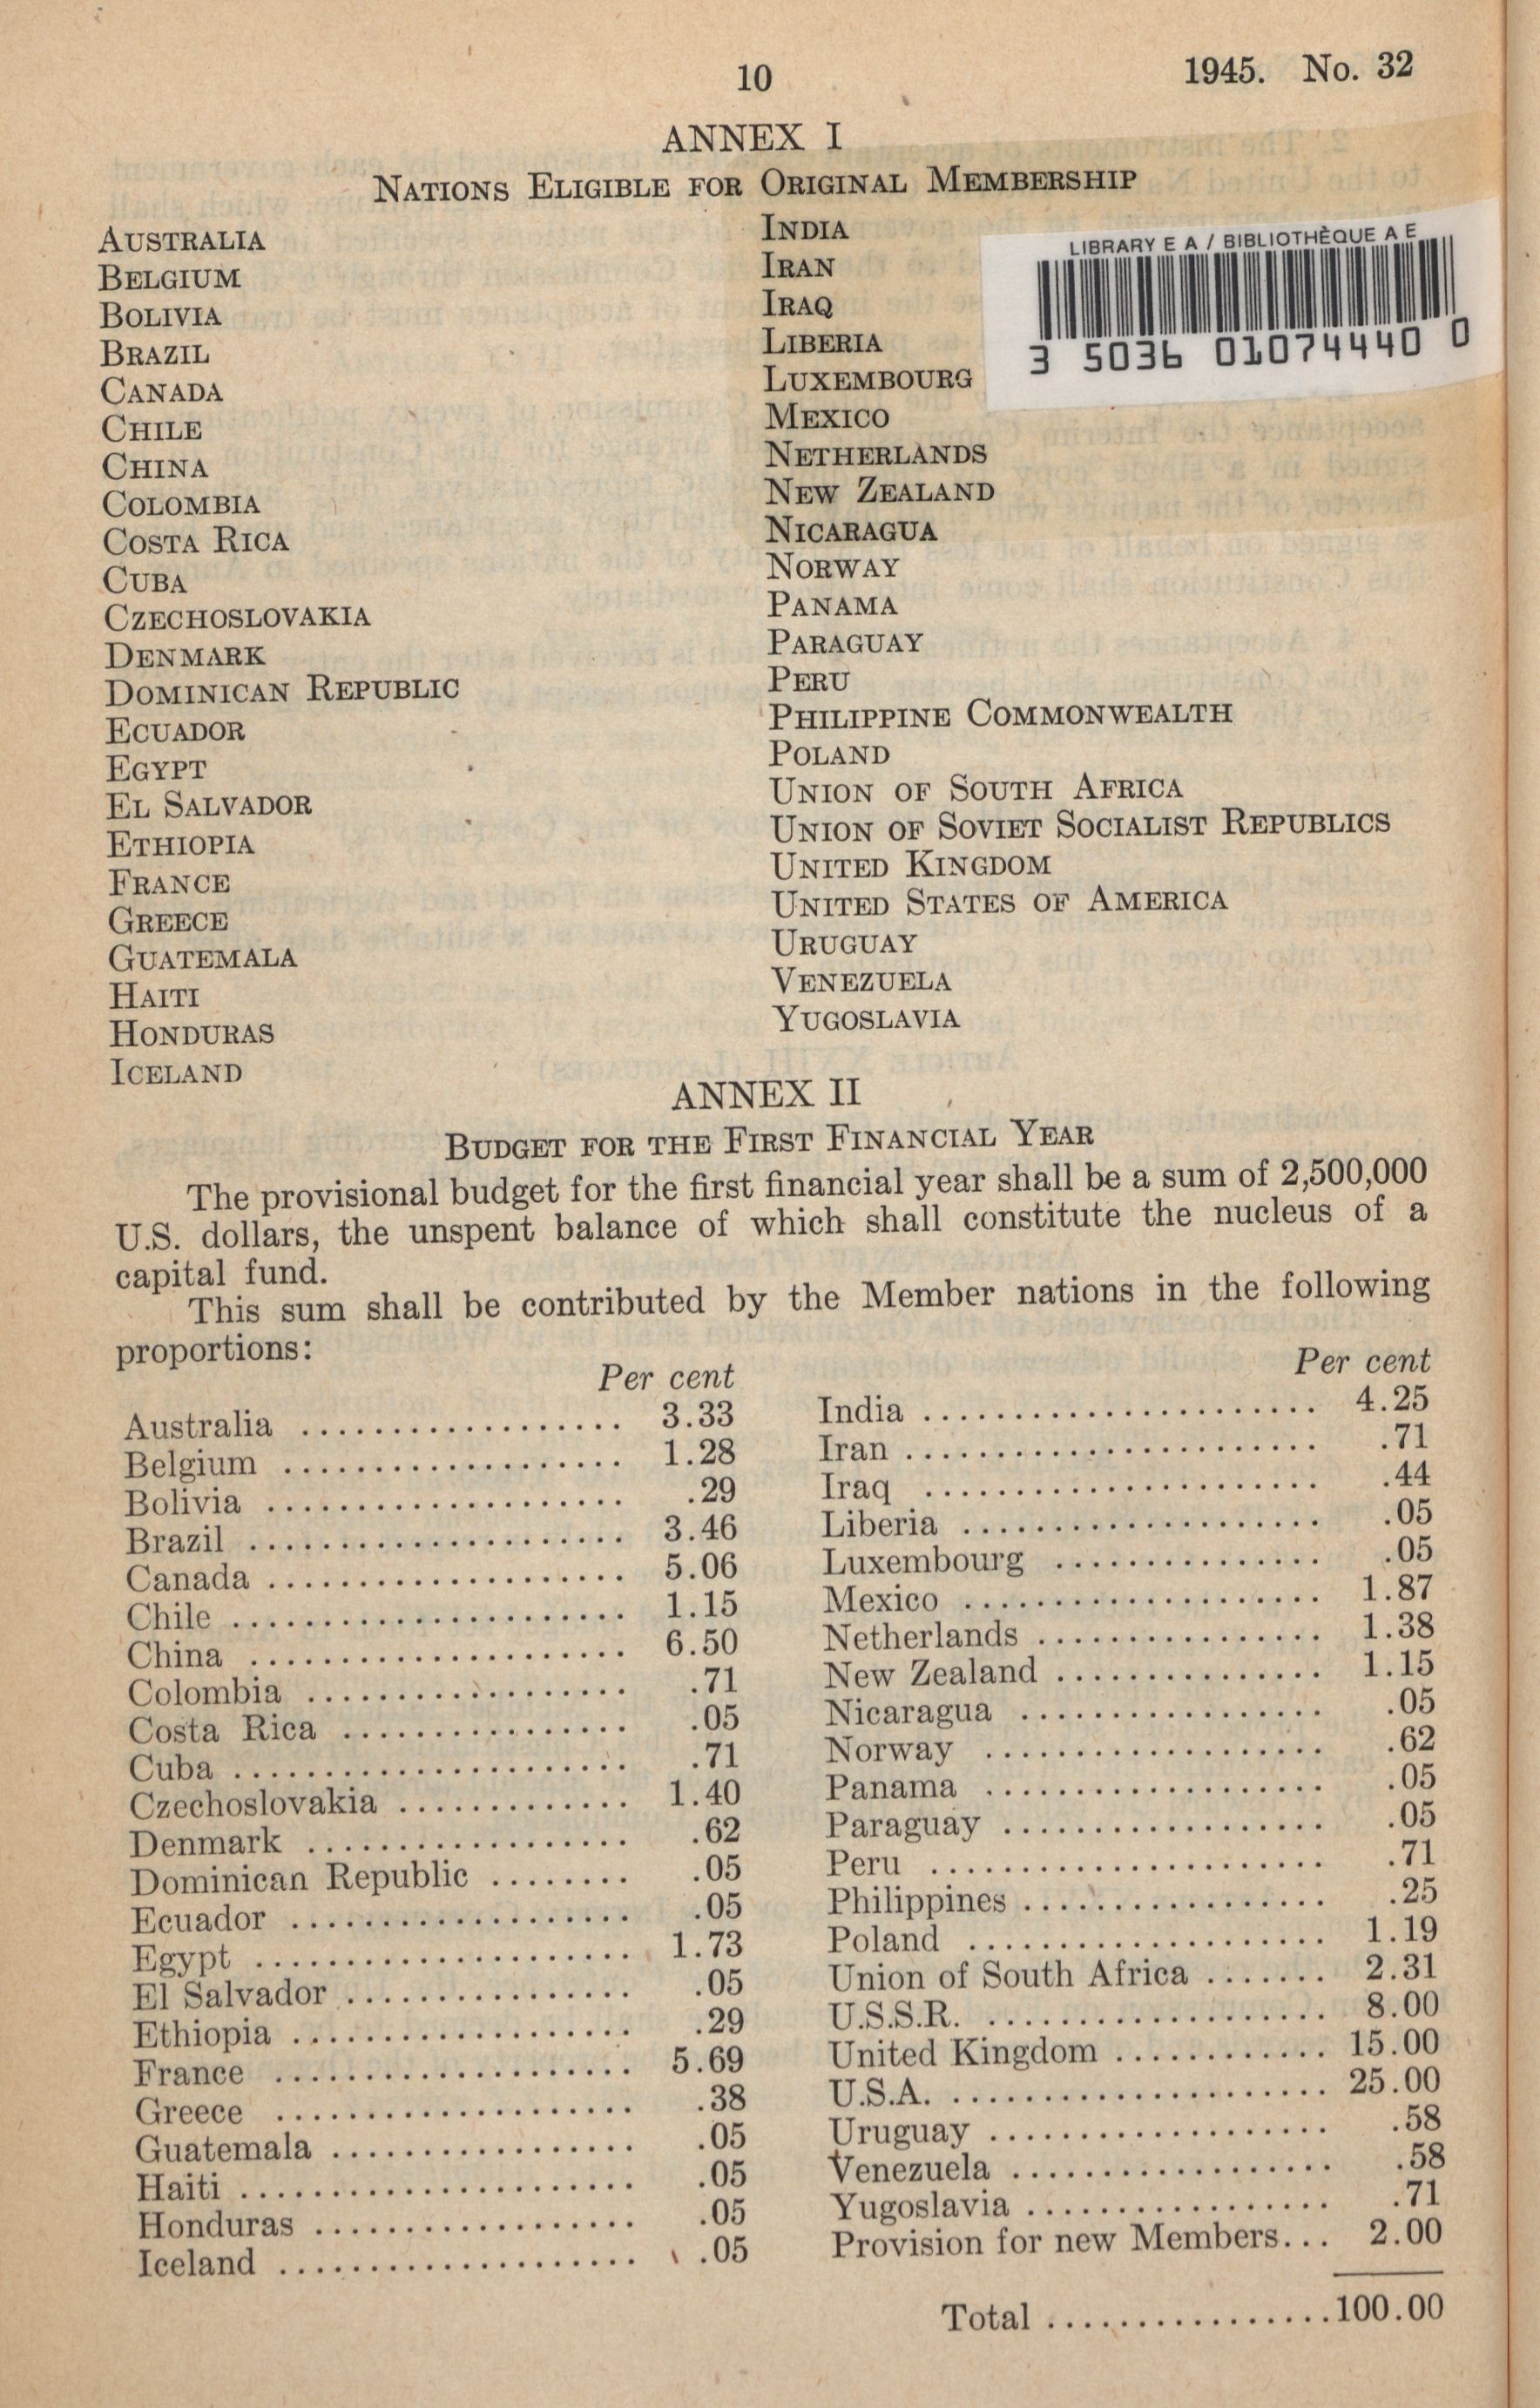 10
1945. No. 32
ANNEX I
NATIONS ELIGIBLE FOR ORIGINAL MEMBERSHIP
AUSTRALIA
BELGIUM
BOLIVIA
BRAZIL
CANADA
CHILE
CHINA
COLOMBIA
COSTA RICA
CUBA
CZECHOSLOVAKIA
DENMARK
DOMINICAN REPUBLIC
ECUADOR
EGYPT
EL SALVADOR
ETHIOPIA
FRANCE
GREECE
GUATEMALA
HAITI
HONDURAS
ICELAND
INDIA
IRAN
IRAQ
LIBERIA
LUXEMBOURG
MEXICO
NETHERLANDS
NEW ZEALAND
NICARAGUA
NORWAY
PANAMA
PARAGUAY
PERU
PHILIPPINE COMMONWEALTH
POLAND
UNION OF SOUTH AFRICA
UNION OF SOVIET SOCIALIST REPUBLICS
UNITED KINGDOM
UNITED STATES OF AMERICA
URUGUAY
VENEZUELA
YUGOSLAVIA
LIBRARY E A / BIBLIOTHÈQUE A E
3 5036 01074440 0
ANNEX II
BUDGET FOR THE FIRST FINANCIAL YEAR
The provisional budget for the first financial year shall be a sum of 2,500,000
U.S. dollars, the unspent balance of which shall constitute the nucleus of a
capital fund.
This sum shall be contributed by the Member nations in the following
proportions:
Per cent
Australia .................. 3.33
Belgium ................... 1.28
Bolivia .................... .29
Brazil ..................... 3.46
Canada .................... 5.06
Chile ...................... 1.15
China ..................... 6.50
Colombia .................. .71
Costa Rica ................ .05
Cuba ...................... .71
Czechoslovakia ............. 1.40
Denmark .................. .62
Dominican Republic ........ .05
Ecuador ................... .05
Egypt ..................... 1.73
El Salvador ................ .05
Ethiopia ................... .29
France .................... 5.69
Greece .................... .38
Guatemala ................. .05
Haiti ...................... .05
Honduras .................. .05
Iceland .................... .05
Per cent
India ...................... 4.25
Iran ....................... .71
Iraq ...................... .44
Liberia .................... .05
Luxembourg ............... .05
Mexico .................... 1.87
Netherlands ................ 1.38
New Zealand ............... 1.15
Nicaragua ................. .05
Norway ................... .62
Panama ................... .05
Paraguay .................. .05
Peru ...................... .71
Philippines ................. .25
Poland .................... 1.19
Union of South Africa ....... 2.31
U.S.S.R. ................... 8.00
United Kingdom ............ 15.00
U.S.A. ..................... 25.00
Uruguay ................... .58
Venezuela .................. .58
Yugoslavia ................. .71
Provision for new Members... 2.00
Total ................100.00